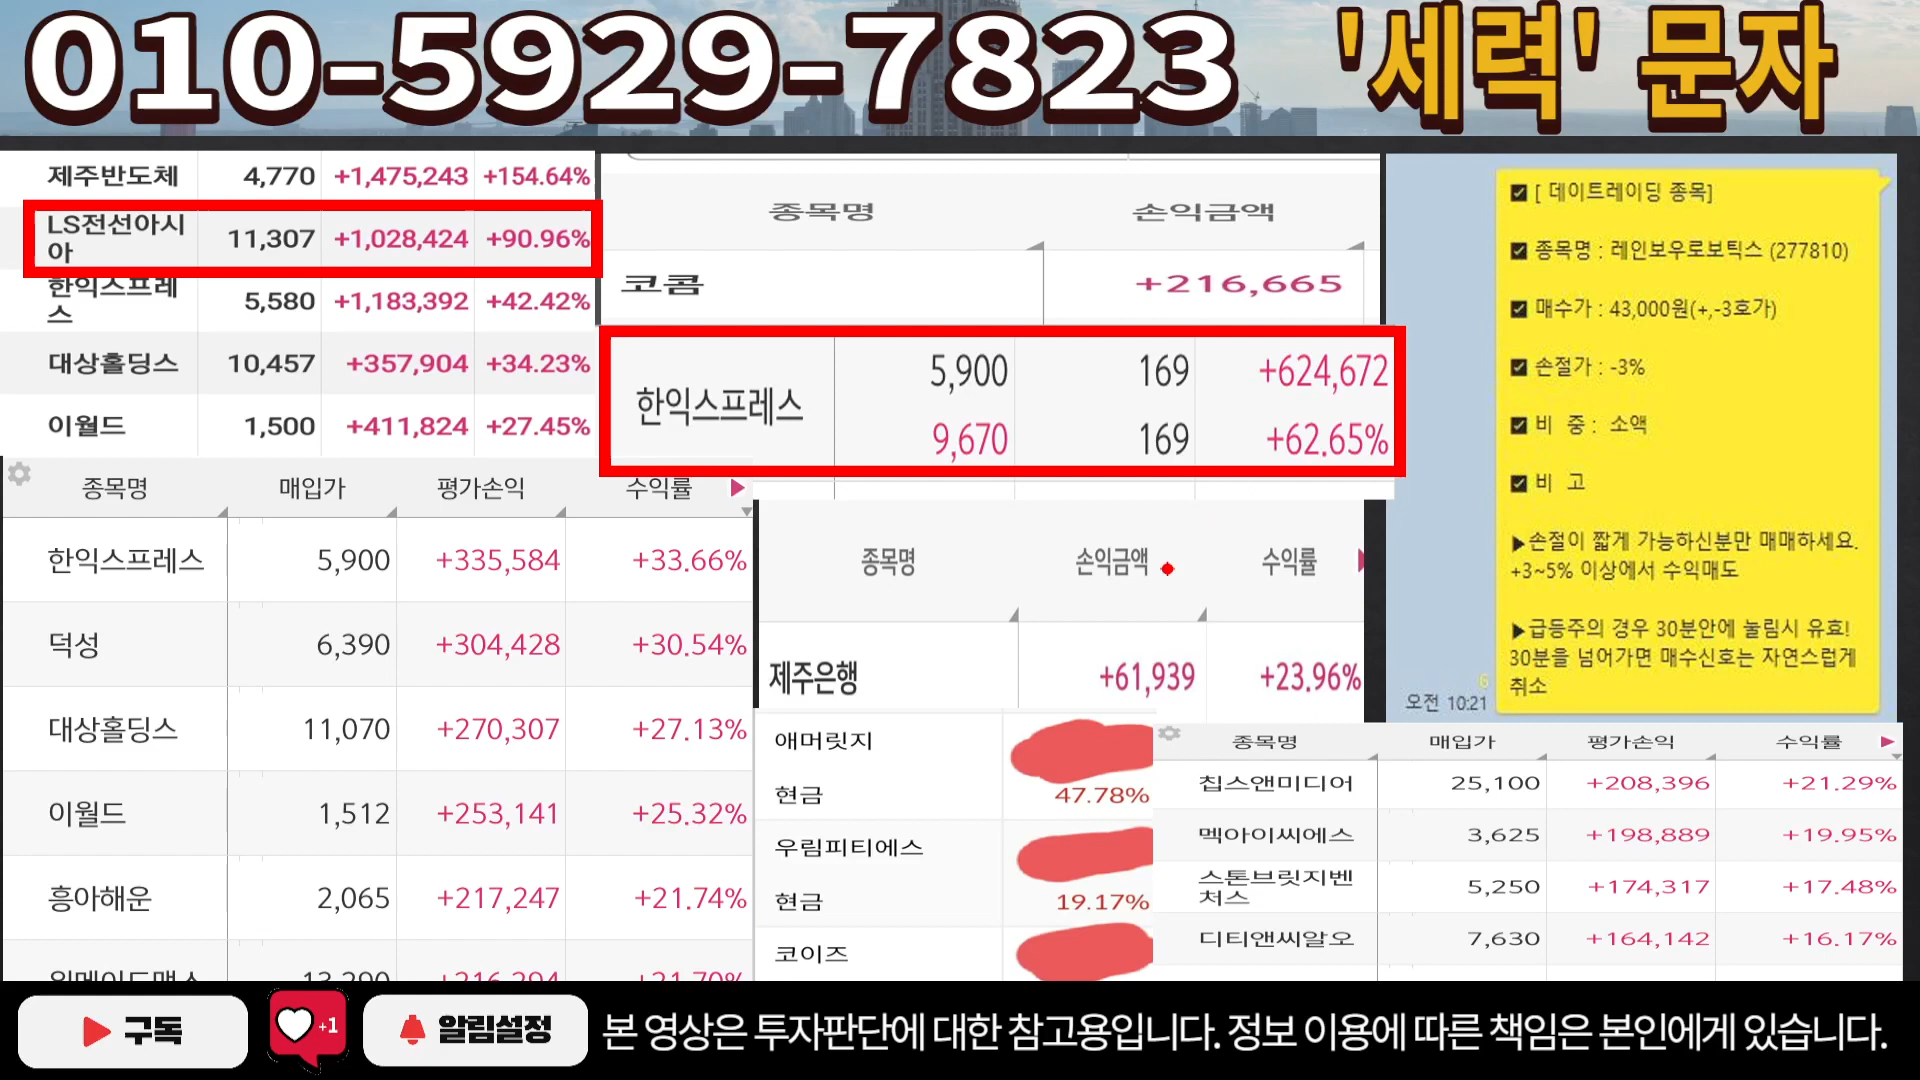 010-5929-7823 '세력' 문자
제주반도체 4,770 +1,475,243 +154.64%
LS전선아시
아 11,307 +1,028,424 +90.96%
한익스프레
스 5,580 +1,183,392 +42.42%
대상홀딩스 10,457 +357,904 +34.23%
이월드 1,500 +411,824 +27.45%
종목명 손익금액
코콤 +216,665
한익스프레스 5,900 169 +624,672
9,670 169 +62.65%
[ 데이트레이딩 종목]
종목명 : 레인보우로보틱스 (277810)
매수가 : 43,000원(+,-3호가)
손절가 : -3%
비 중 : 소액
비 고
▶손절이 짧게 가능하신분만 매매하세요.
+3~5% 이상에서 수익매도
▶급등주의 경우 30분안에 눌림시 유효!
30분을 넘어가면 매수신호는 자연스럽게
취소
6
오전 10:21
종목명 매입가 평가손익 수익률
한익스프레스 5,900 +335,584 +33.66%
덕성 6,390 +304,428 +30.54%
대상홀딩스 11,070 +270,307 +27.13%
이월드 1,512 +253,141 +25.32%
흥아해운 2,065 +217,247 +21.74%
종목명 손익금액 수익률
제주은행 +61,939 +23.96%
애머릿지
현금 47.78%
우림피티에스
현금 19.17%
코이즈
종목명 매입가 평가손익 수익률
칩스앤미디어 25,100 +208,396 +21.29%
멕아이씨에스 3,625 +198,889 +19.95%
스톤브릿지벤
처스 5,250 +174,317 +17.48%
디티앤씨알오 7,630 +164,142 +16.17%
구독 +1 알림설정 본 영상은 투자판단에 대한 참고용입니다. 정보 이용에 따른 책임은 본인에게 있습니다.